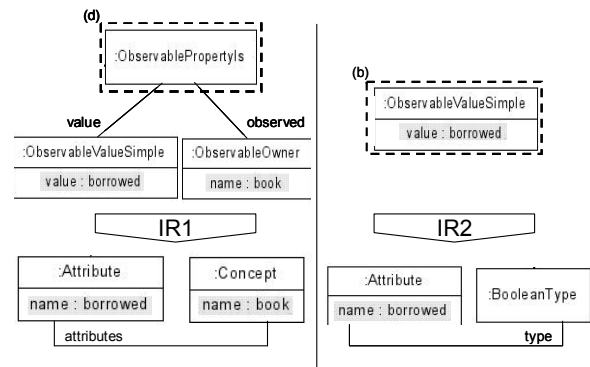 (d)
:ObservablePropertyIs
value
observed
:ObservableValueSimple
value : borrowed
:ObservableOwner
name : book
IR1
:Attribute
name : borrowed
:Concept
name : book
attributes
(b)
:ObservableValueSimple
value : borrowed
IR2
:Attribute
name : borrowed
:BooleanType
type